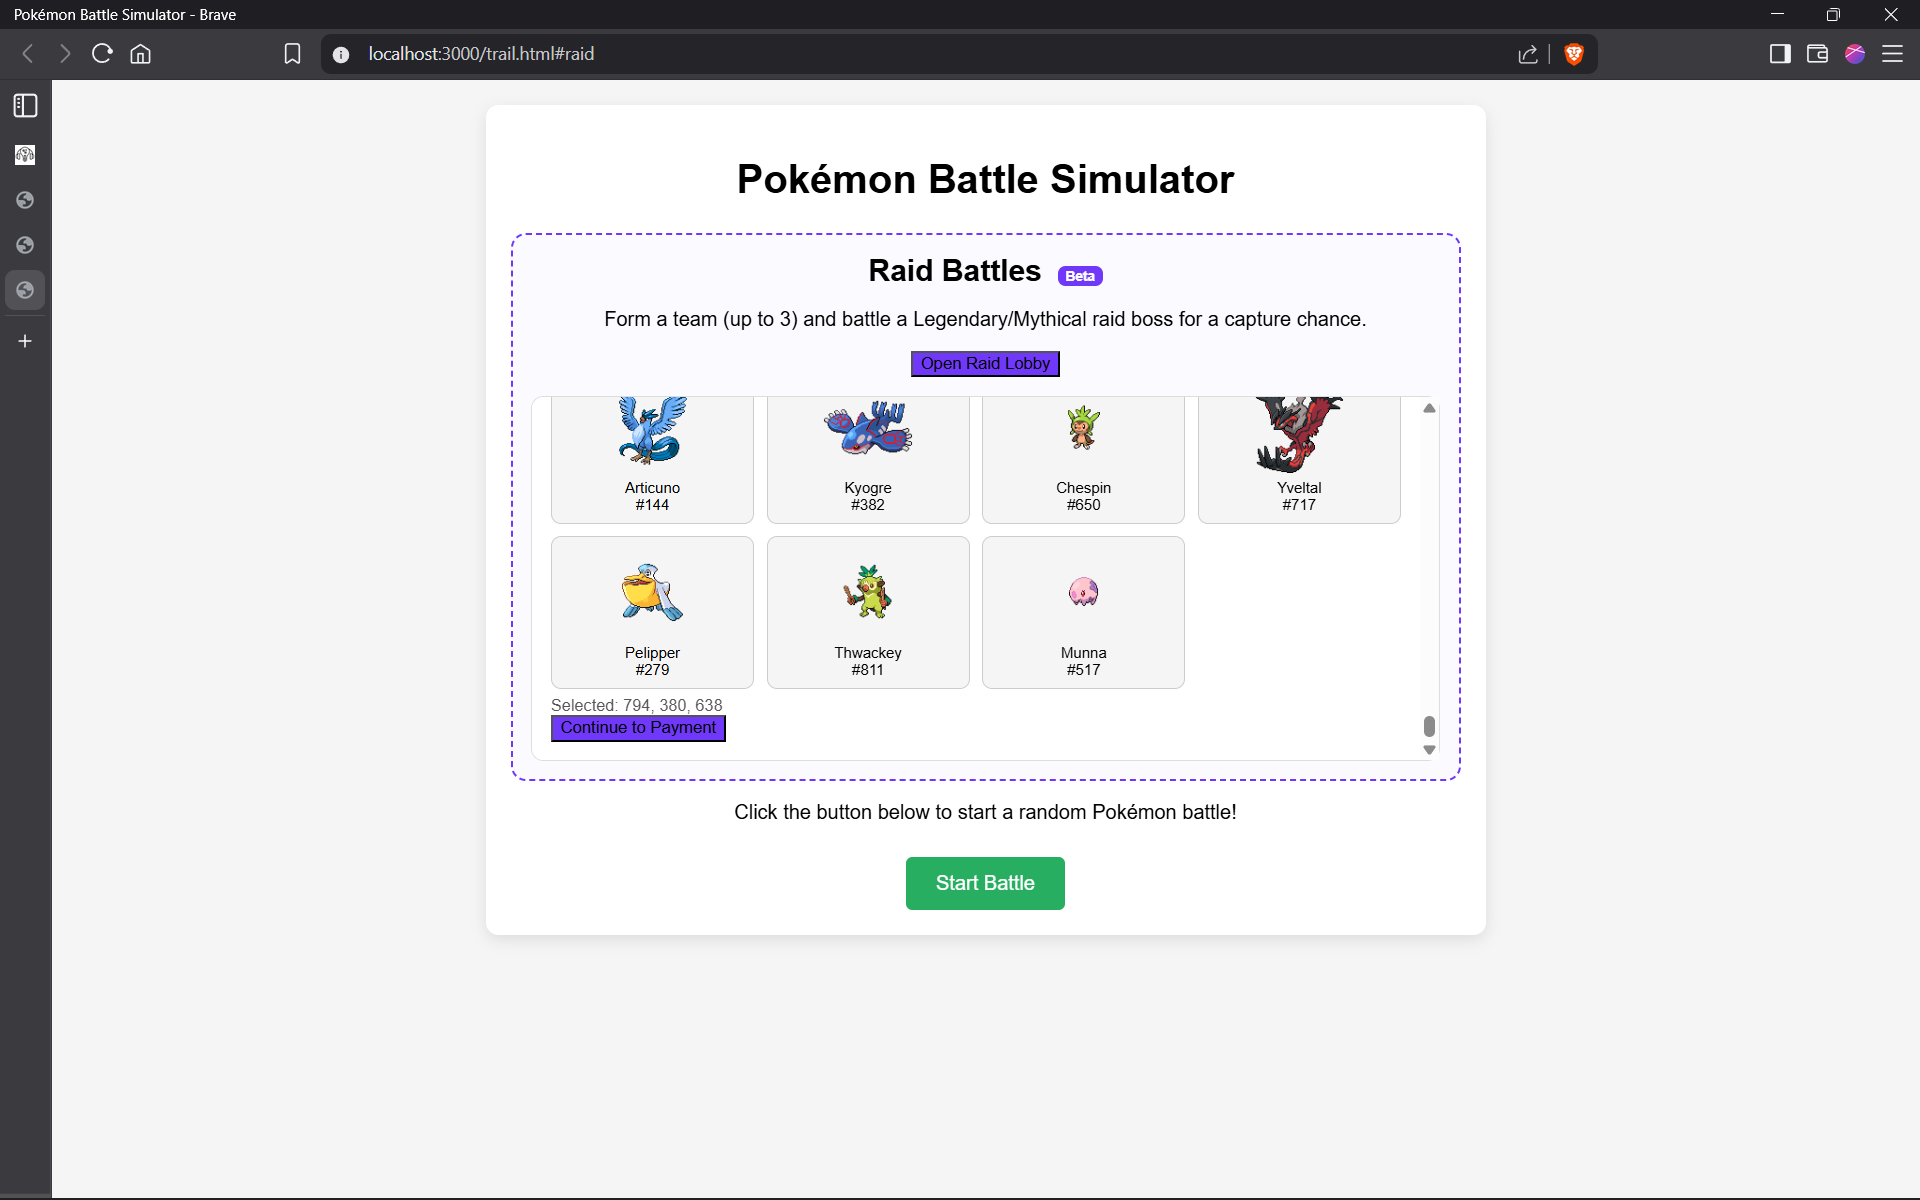 Pokémon Battle Simulator - Brave
localhost:3000/trail.html#raid
Pokémon Battle Simulator
Raid Battles Beta
Form a team (up to 3) and battle a Legendary/Mythical raid boss for a capture chance.
Open Raid Lobby
Articuno
#144
Kyogre
#382
Chespin
#650
Yveltal
#717
Pelipper
#279
Thwackey
#811
Munna
#517
Selected: 794, 380, 638
Continue to Payment
Click the button below to start a random Pokémon battle!
Start Battle